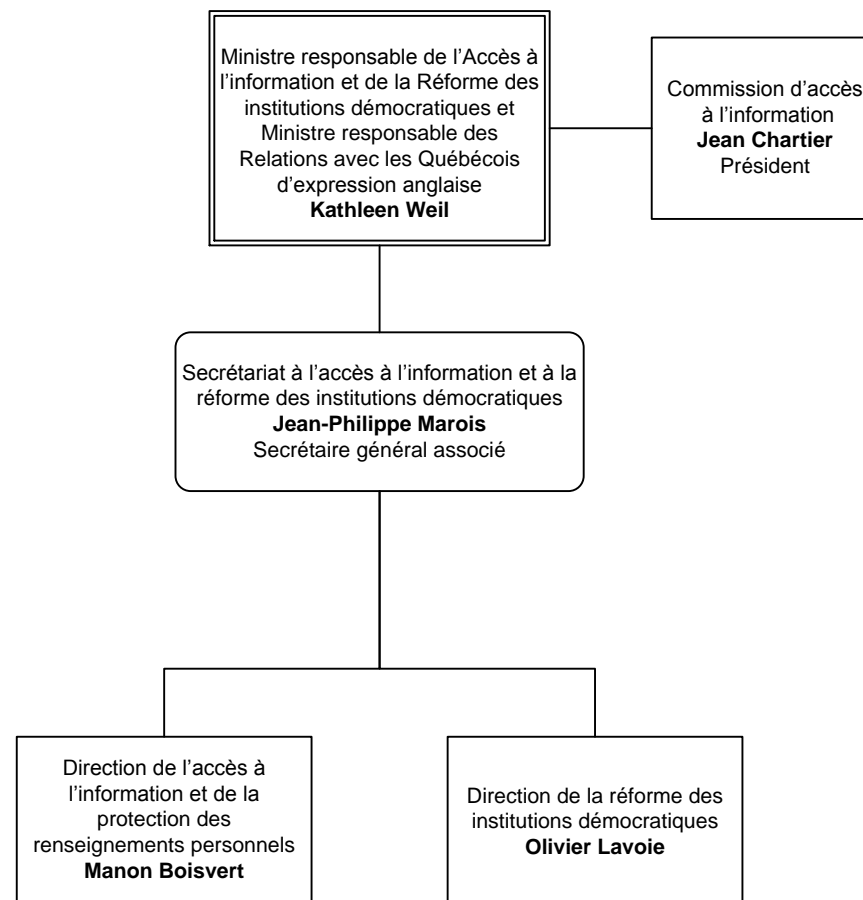 Ministre responsable de l’Accès à
l’information et de la Réforme des
institutions démocratiques et
Ministre responsable des
Relations avec les Québécois
d’expression anglaise
Kathleen Weil
Commission d’accès
à l’information
Jean Chartier
Président
Secrétariat à l’accès à l’information et à la
réforme des institutions démocratiques
Jean-Philippe Marois
Secrétaire général associé
Direction de l’accès à
l’information et de la
protection des
renseignements personnels
Manon Boisvert
Direction de la réforme des
institutions démocratiques
Olivier Lavoie